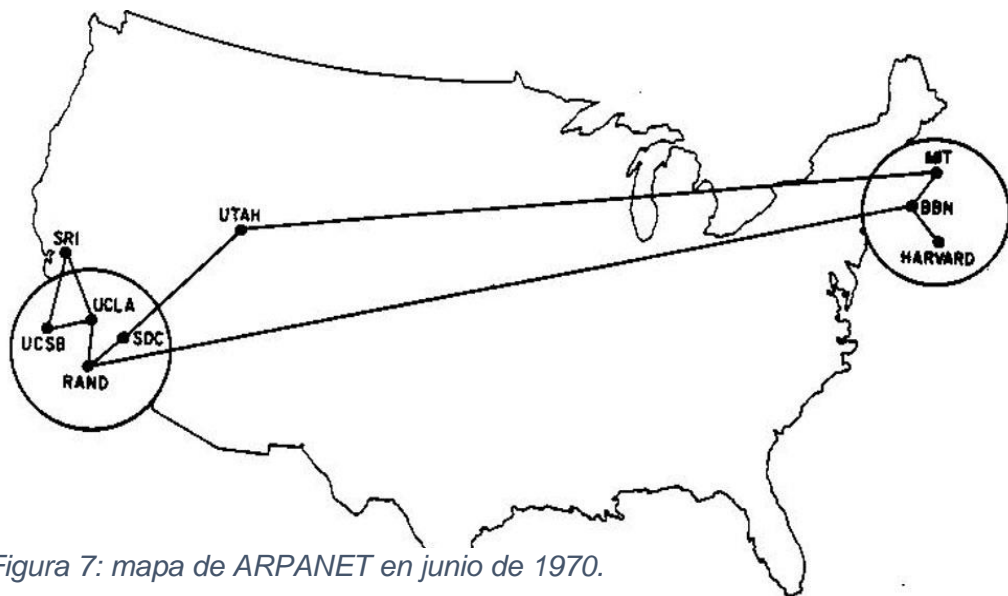 MIT
BBN
HARVARD
UTAH
SRI
UCLA
UCSB
SDC
RAND
Figura 7: mapa de ARPANET en junio de 1970.